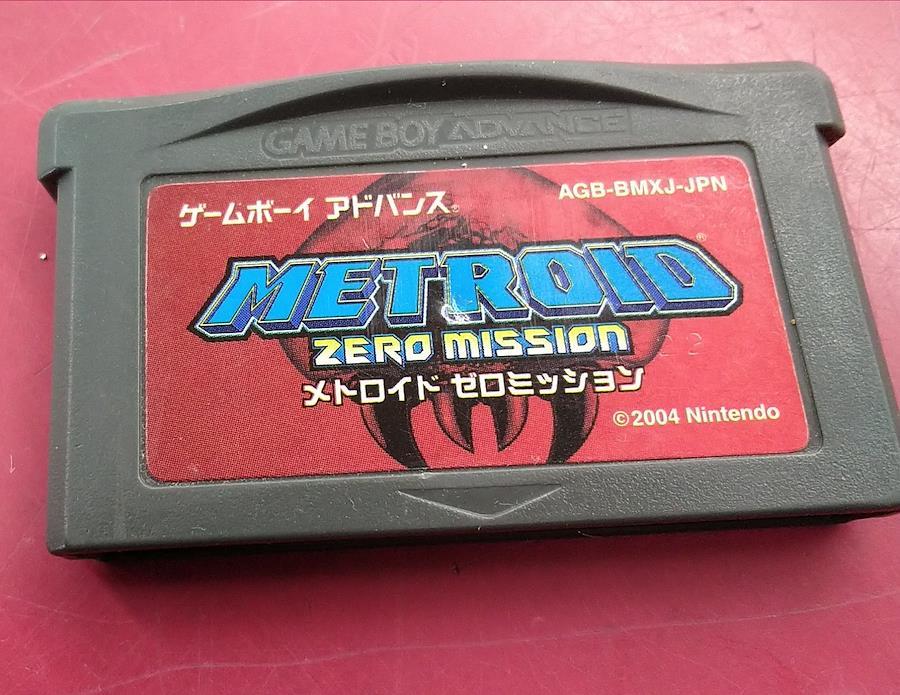 GAME BOY ADVANCE
ゲームボーイ アドバンス®
AGB-BMXJ-JPN
METROID®
ZERO MISSION
メトロイド ゼロミッション
©2004 Nintendo
22